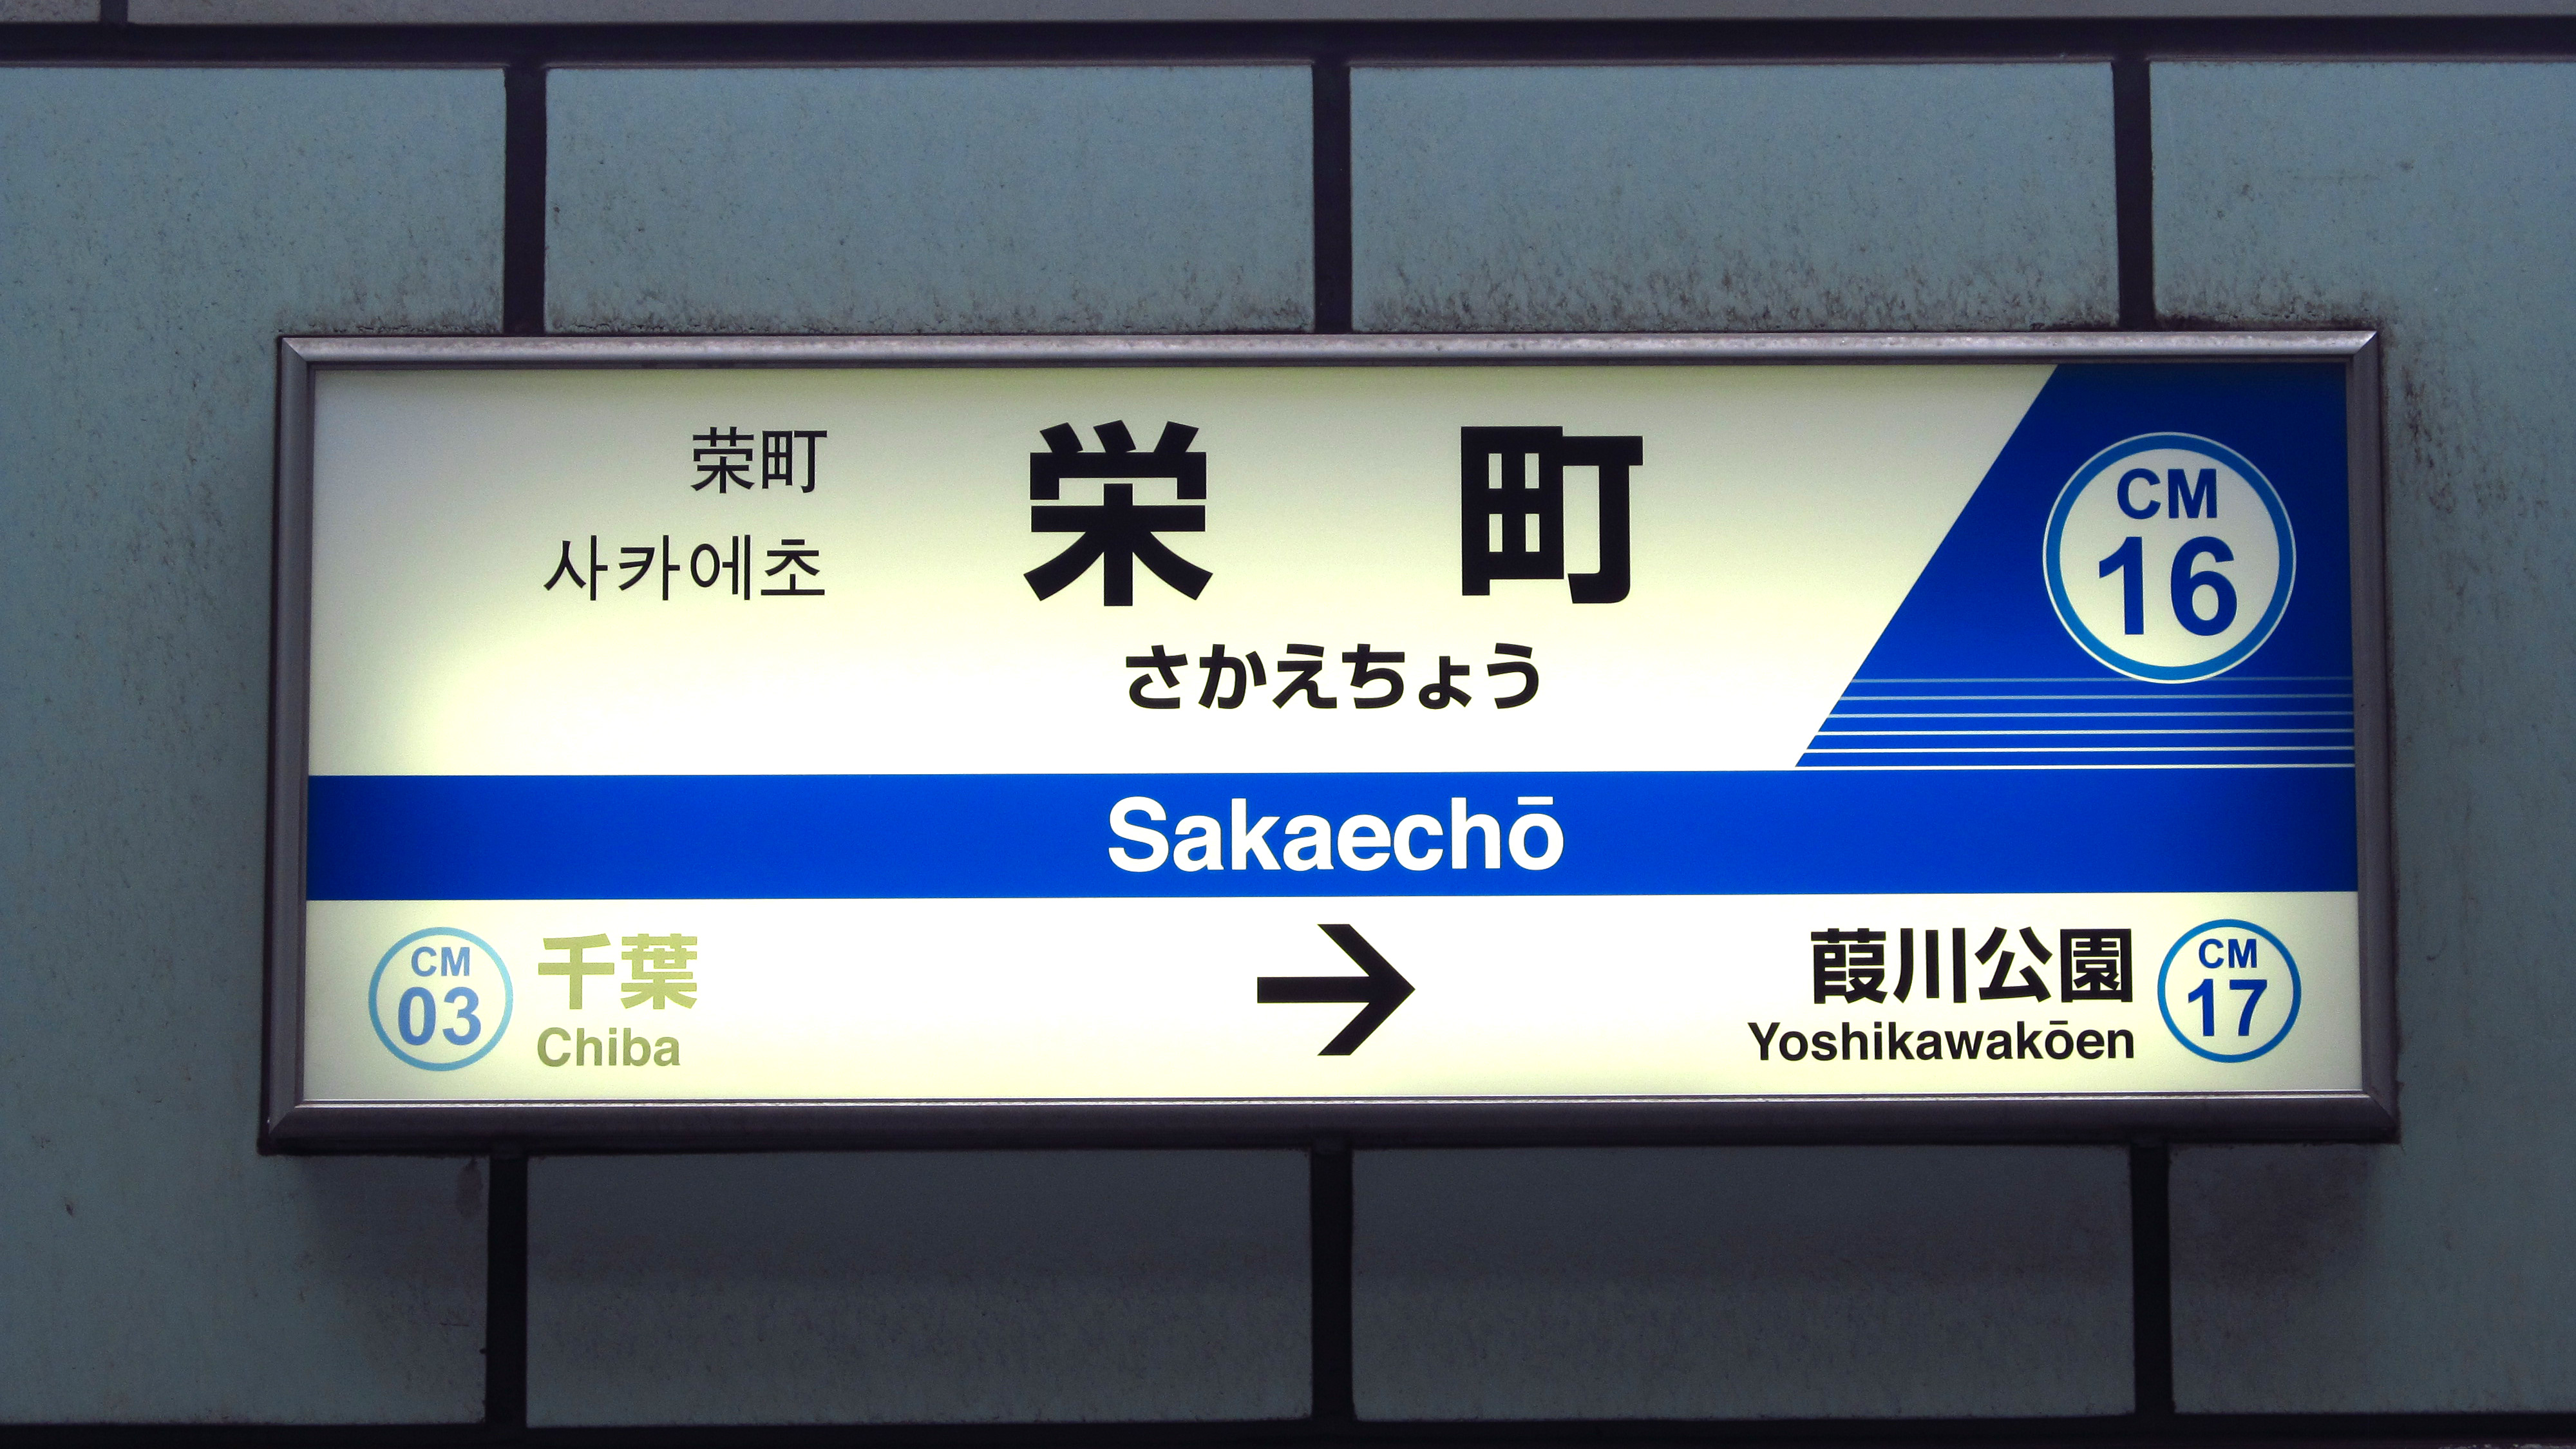 荣町
사카에초
栄町
さかえちょう
CM
16
Sakaechō
CM
03
千葉
Chiba
→
葭川公園
Yoshikawakōen
CM
17